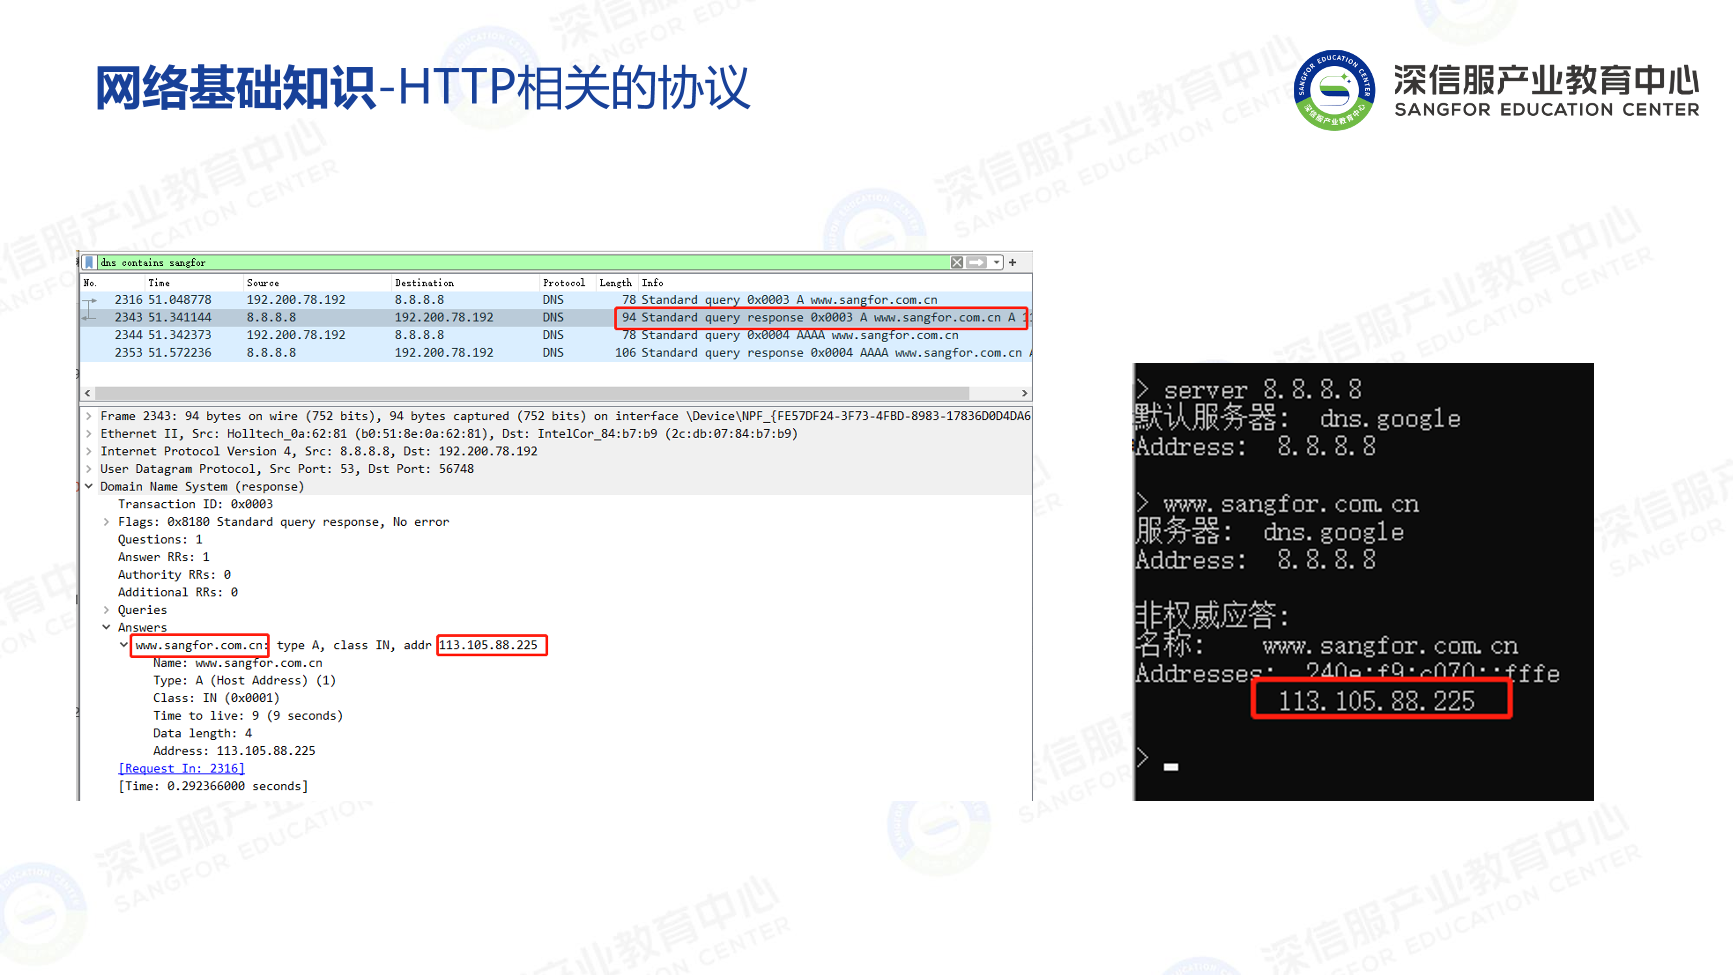 网络基础知识-HTTP相关的协议
深信服产业教育中心
SANGFOR EDUCATION CENTER
dns contains sangfor
No. Time Source Destination Protocol Length Info
2316 51.048778 192.200.78.192 8.8.8.8 DNS 78 Standard query 0x0003 A www.sangfor.com.cn
2343 51.341144 8.8.8.8 192.200.78.192 DNS 94 Standard query response 0x0003 A www.sangfor.com.cn A
2344 51.342373 192.200.78.192 8.8.8.8 DNS 78 Standard query 0x0004 AAAA www.sangfor.com.cn
2353 51.572236 8.8.8.8 192.200.78.192 DNS 106 Standard query response 0x0004 AAAA www.sangfor.com.cn
Frame 2343: 94 bytes on wire (752 bits), 94 bytes captured (752 bits) on interface \Device\NPF_{FE57DF24-3F73-4FBD-8983-17836D0D4DA6
Ethernet II, Src: Holltech_0a:62:81 (b0:51:8e:0a:62:81), Dst: IntelCor_84:b7:b9 (2c:db:07:84:b7:b9)
Internet Protocol Version 4, Src: 8.8.8.8, Dst: 192.200.78.192
User Datagram Protocol, Src Port: 53, Dst Port: 56748
Domain Name System (response)
Transaction ID: 0x0003
Flags: 0x8180 Standard query response, No error
Questions: 1
Answer RRs: 1
Authority RRs: 0
Additional RRs: 0
Queries
Answers
www.sangfor.com.cn: type A, class IN, addr 113.105.88.225
Name: www.sangfor.com.cn
Type: A (Host Address) (1)
Class: IN (0x0001)
Time to live: 9 (9 seconds)
Data length: 4
Address: 113.105.88.225
[Request In: 2316]
[Time: 0.292366000 seconds]
> server 8.8.8.8
默认服务器: dns.google
Address: 8.8.8.8
> www.sangfor.com.cn
服务器: dns.google
Address: 8.8.8.8
非权威应答:
名称: www.sangfor.com.cn
Addresses: 240e:f9:c070::fffe
113.105.88.225
>